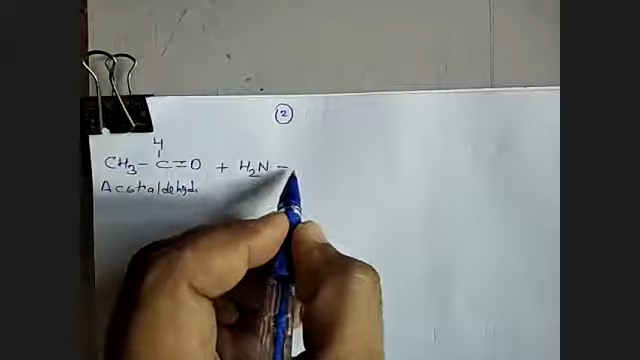 ②
H
CH₃ – C = O + H₂N –
Acetaldehyde